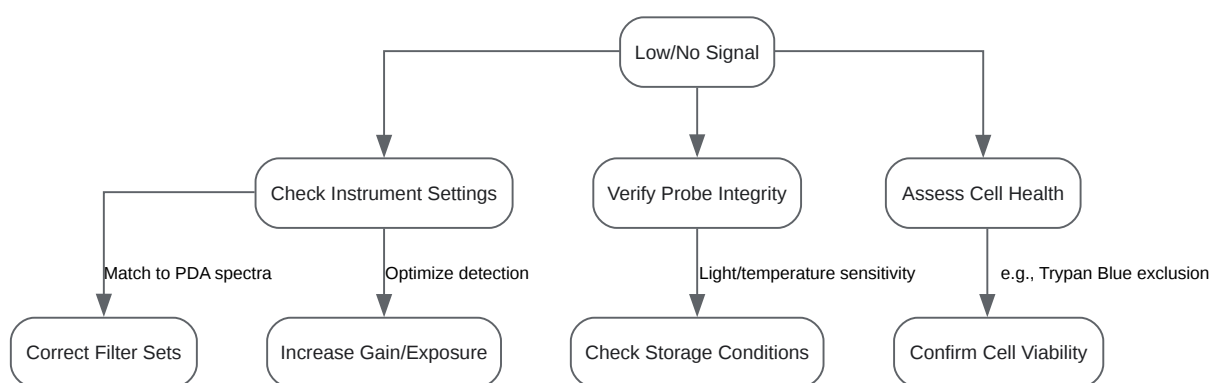 Low/No Signal
Check Instrument Settings
Verify Probe Integrity
Assess Cell Health
Match to PDA spectra
Optimize detection
Light/temperature sensitivity
e.g., Trypan Blue exclusion
Correct Filter Sets
Increase Gain/Exposure
Check Storage Conditions
Confirm Cell Viability